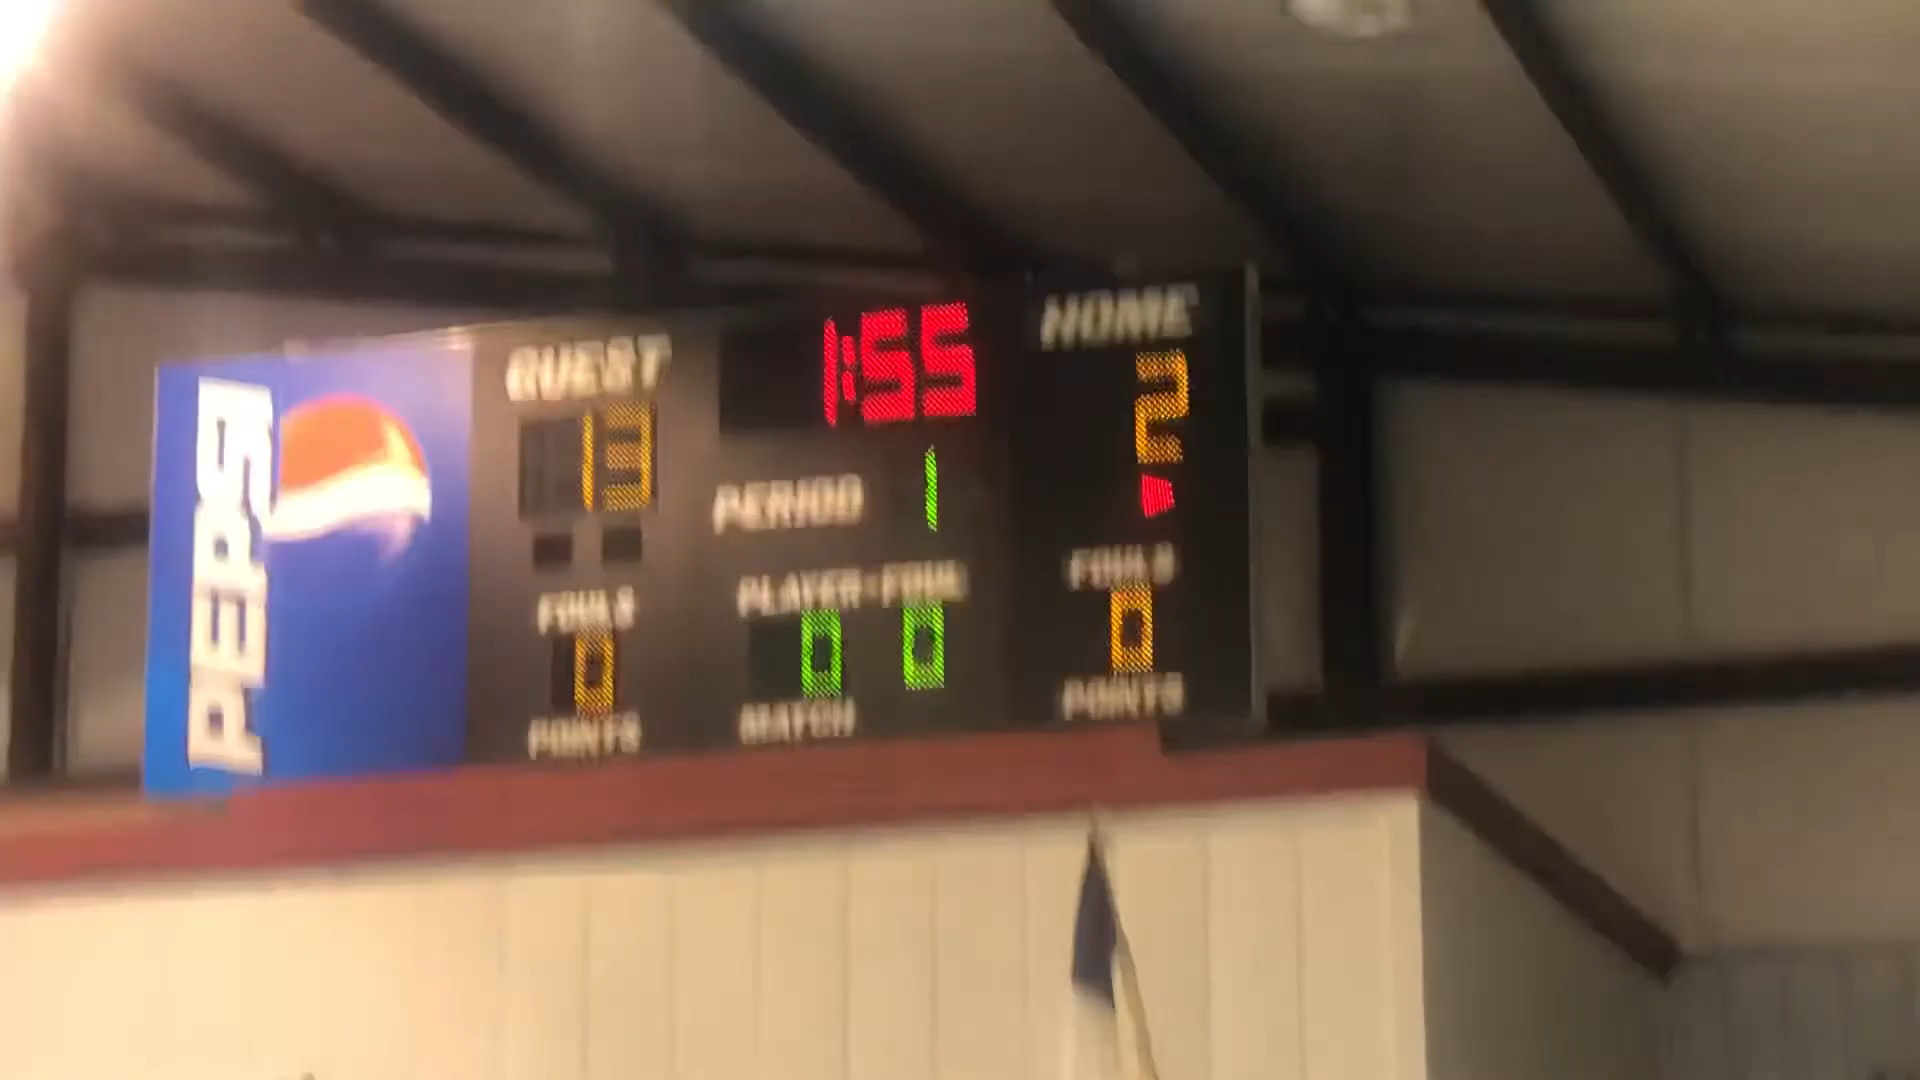 PEPSI
GUEST
1:55
HOME
13
2
PERIOD 1
FOULS
PLAYER-FOUL
FOULS
0
0 0
0
POINTS
MATCH
POINTS